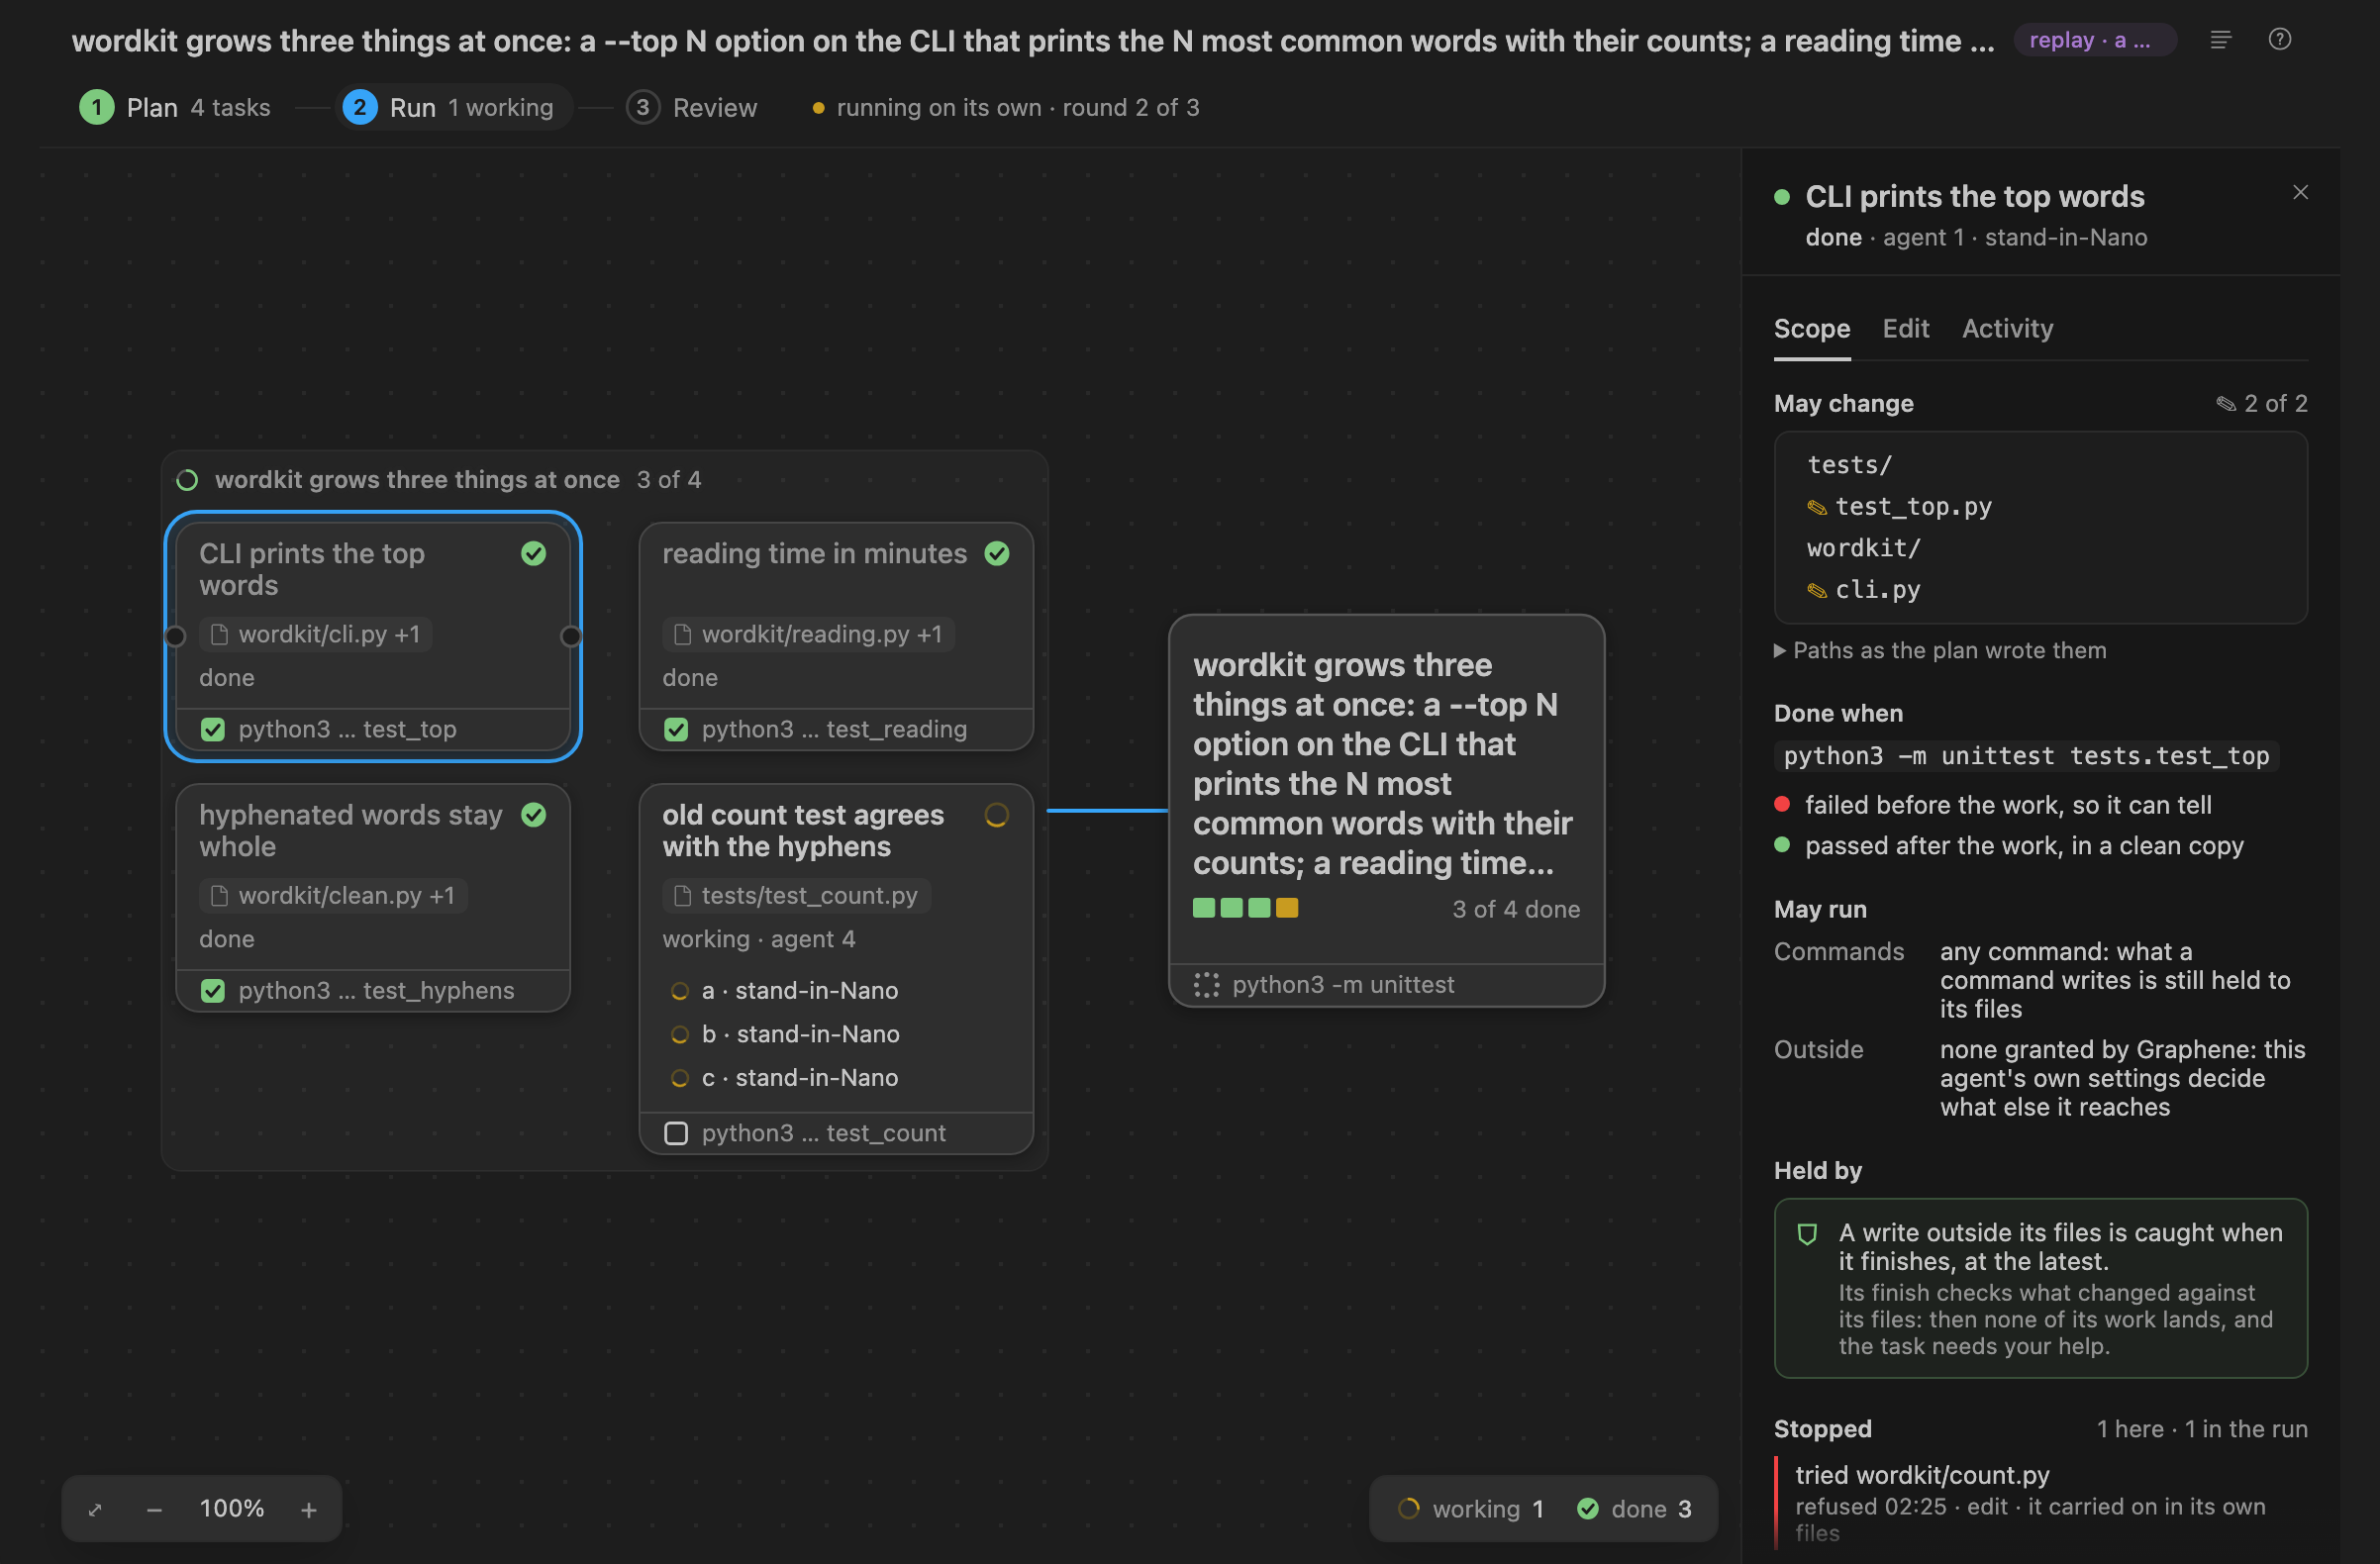 wordkit grows three things at once: a --top N option on the CLI that prints the N most common words with their counts; a reading time ...
replay · a ...
1 Plan 4 tasks
2 Run 1 working
3 Review
running on its own · round 2 of 3
wordkit grows three things at once 3 of 4
CLI prints the top
words
wordkit/cli.py +1
done
python3 ... test_top
reading time in minutes
wordkit/reading.py +1
done
python3 ... test_reading
hyphenated words stay
whole
wordkit/clean.py +1
done
python3 ... test_hyphens
old count test agrees
with the hyphens
tests/test_count.py
working · agent 4
a · stand-in-Nano
b · stand-in-Nano
c · stand-in-Nano
python3 ... test_count
wordkit grows three
things at once: a --top N
option on the CLI that
prints the N most
common words with their
counts; a reading time...
3 of 4 done
python3 -m unittest
100%
working 1
done 3
CLI prints the top words
done · agent 1 · stand-in-Nano
Scope Edit Activity
May change 2 of 2
tests/
test_top.py
wordkit/
cli.py
Paths as the plan wrote them
Done when
python3 -m unittest tests.test_top
failed before the work, so it can tell
passed after the work, in a clean copy
May run
Commands any command: what a
command writes is still held to
its files
Outside none granted by Graphene: this
agent's own settings decide
what else it reaches
Held by
A write outside its files is caught when
it finishes, at the latest.
Its finish checks what changed against
its files: then none of its work lands, and
the task needs your help.
Stopped 1 here · 1 in the run
tried wordkit/count.py
refused 02:25 · edit · it carried on in its own
files